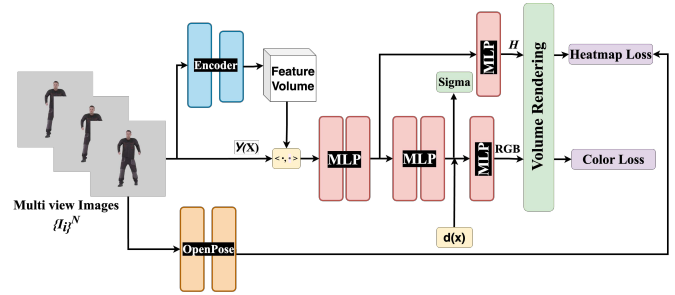 Encoder
Feature
Volume
MLP
H
Volume Rendering
Heatmap Loss
Sigma
γ(X)
< •, • >
MLP
MLP
MLP
RGB
Color Loss
Multi view Images
{Iᵢ}ᴺ
d(x)
OpenPose